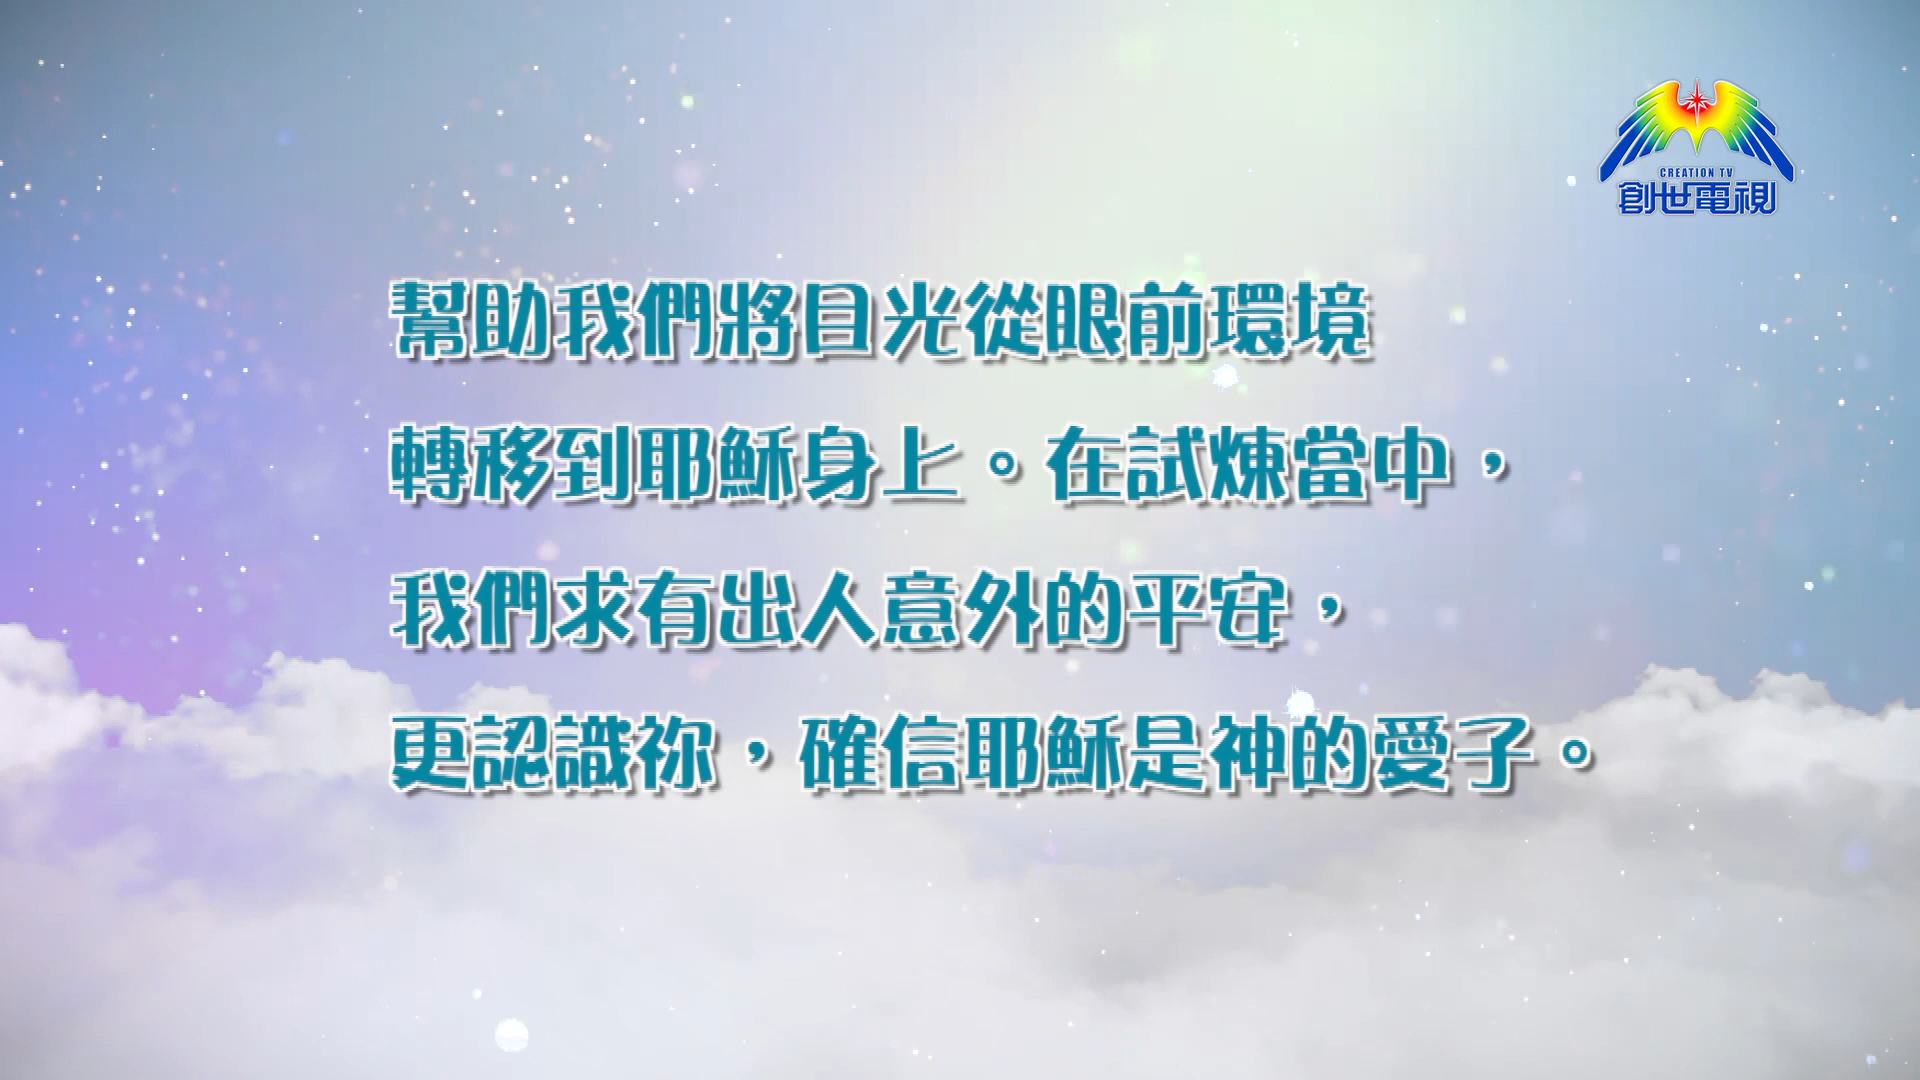 CREATION TV
創世電視
幫助我們將目光從眼前環境
轉移到耶穌身上。在試煉當中，
我們求有出人意外的平安，
更認識祢，確信耶穌是神的愛子。